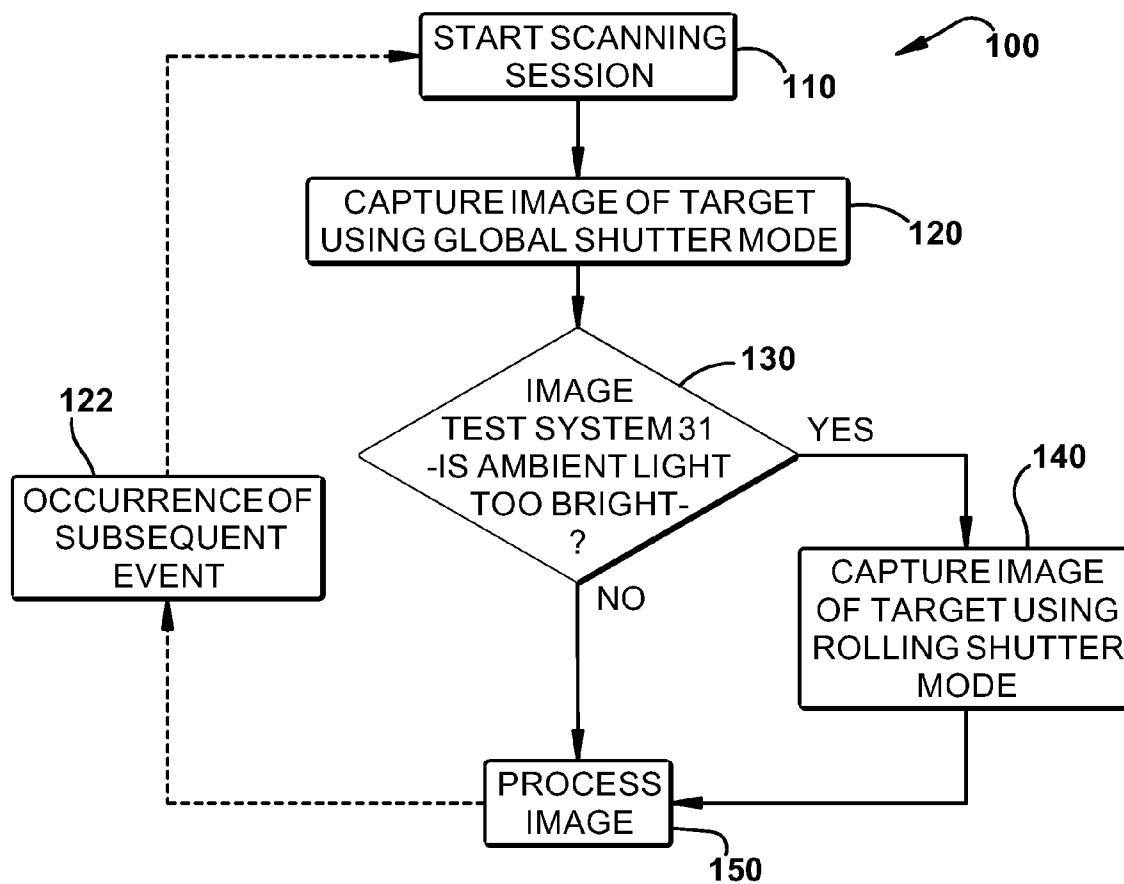 START SCANNING
SESSION
100
110
CAPTURE IMAGE OF TARGET
USING GLOBAL SHUTTER MODE
120
130
IMAGE
TEST SYSTEM 31
-IS AMBIENT LIGHT
TOO BRIGHT-
?
YES
NO
122
OCCURRENCE OF
SUBSEQUENT
EVENT
140
CAPTURE IMAGE
OF TARGET USING
ROLLING SHUTTER
MODE
PROCESS
IMAGE
150